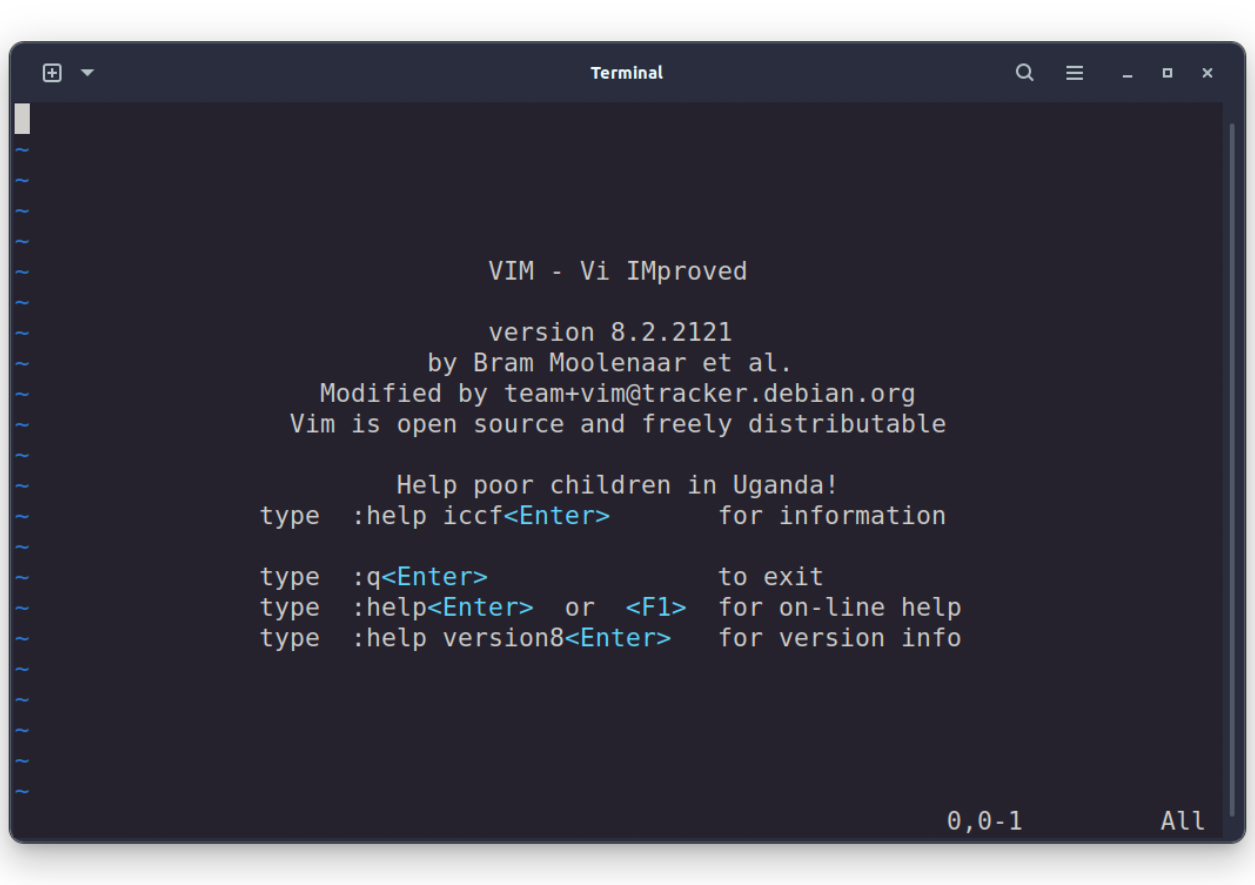 Terminal
~
~
~
~
~ VIM - Vi IMproved
~
~ version 8.2.2121
~ by Bram Moolenaar et al.
~ Modified by team+vim@tracker.debian.org
~ Vim is open source and freely distributable
~
~ Help poor children in Uganda!
~ type :help iccf<Enter> for information
~
~ type :q<Enter> to exit
~ type :help<Enter> or <F1> for on-line help
~ type :help version8<Enter> for version info
~
~
~
~
~
0,0-1 All